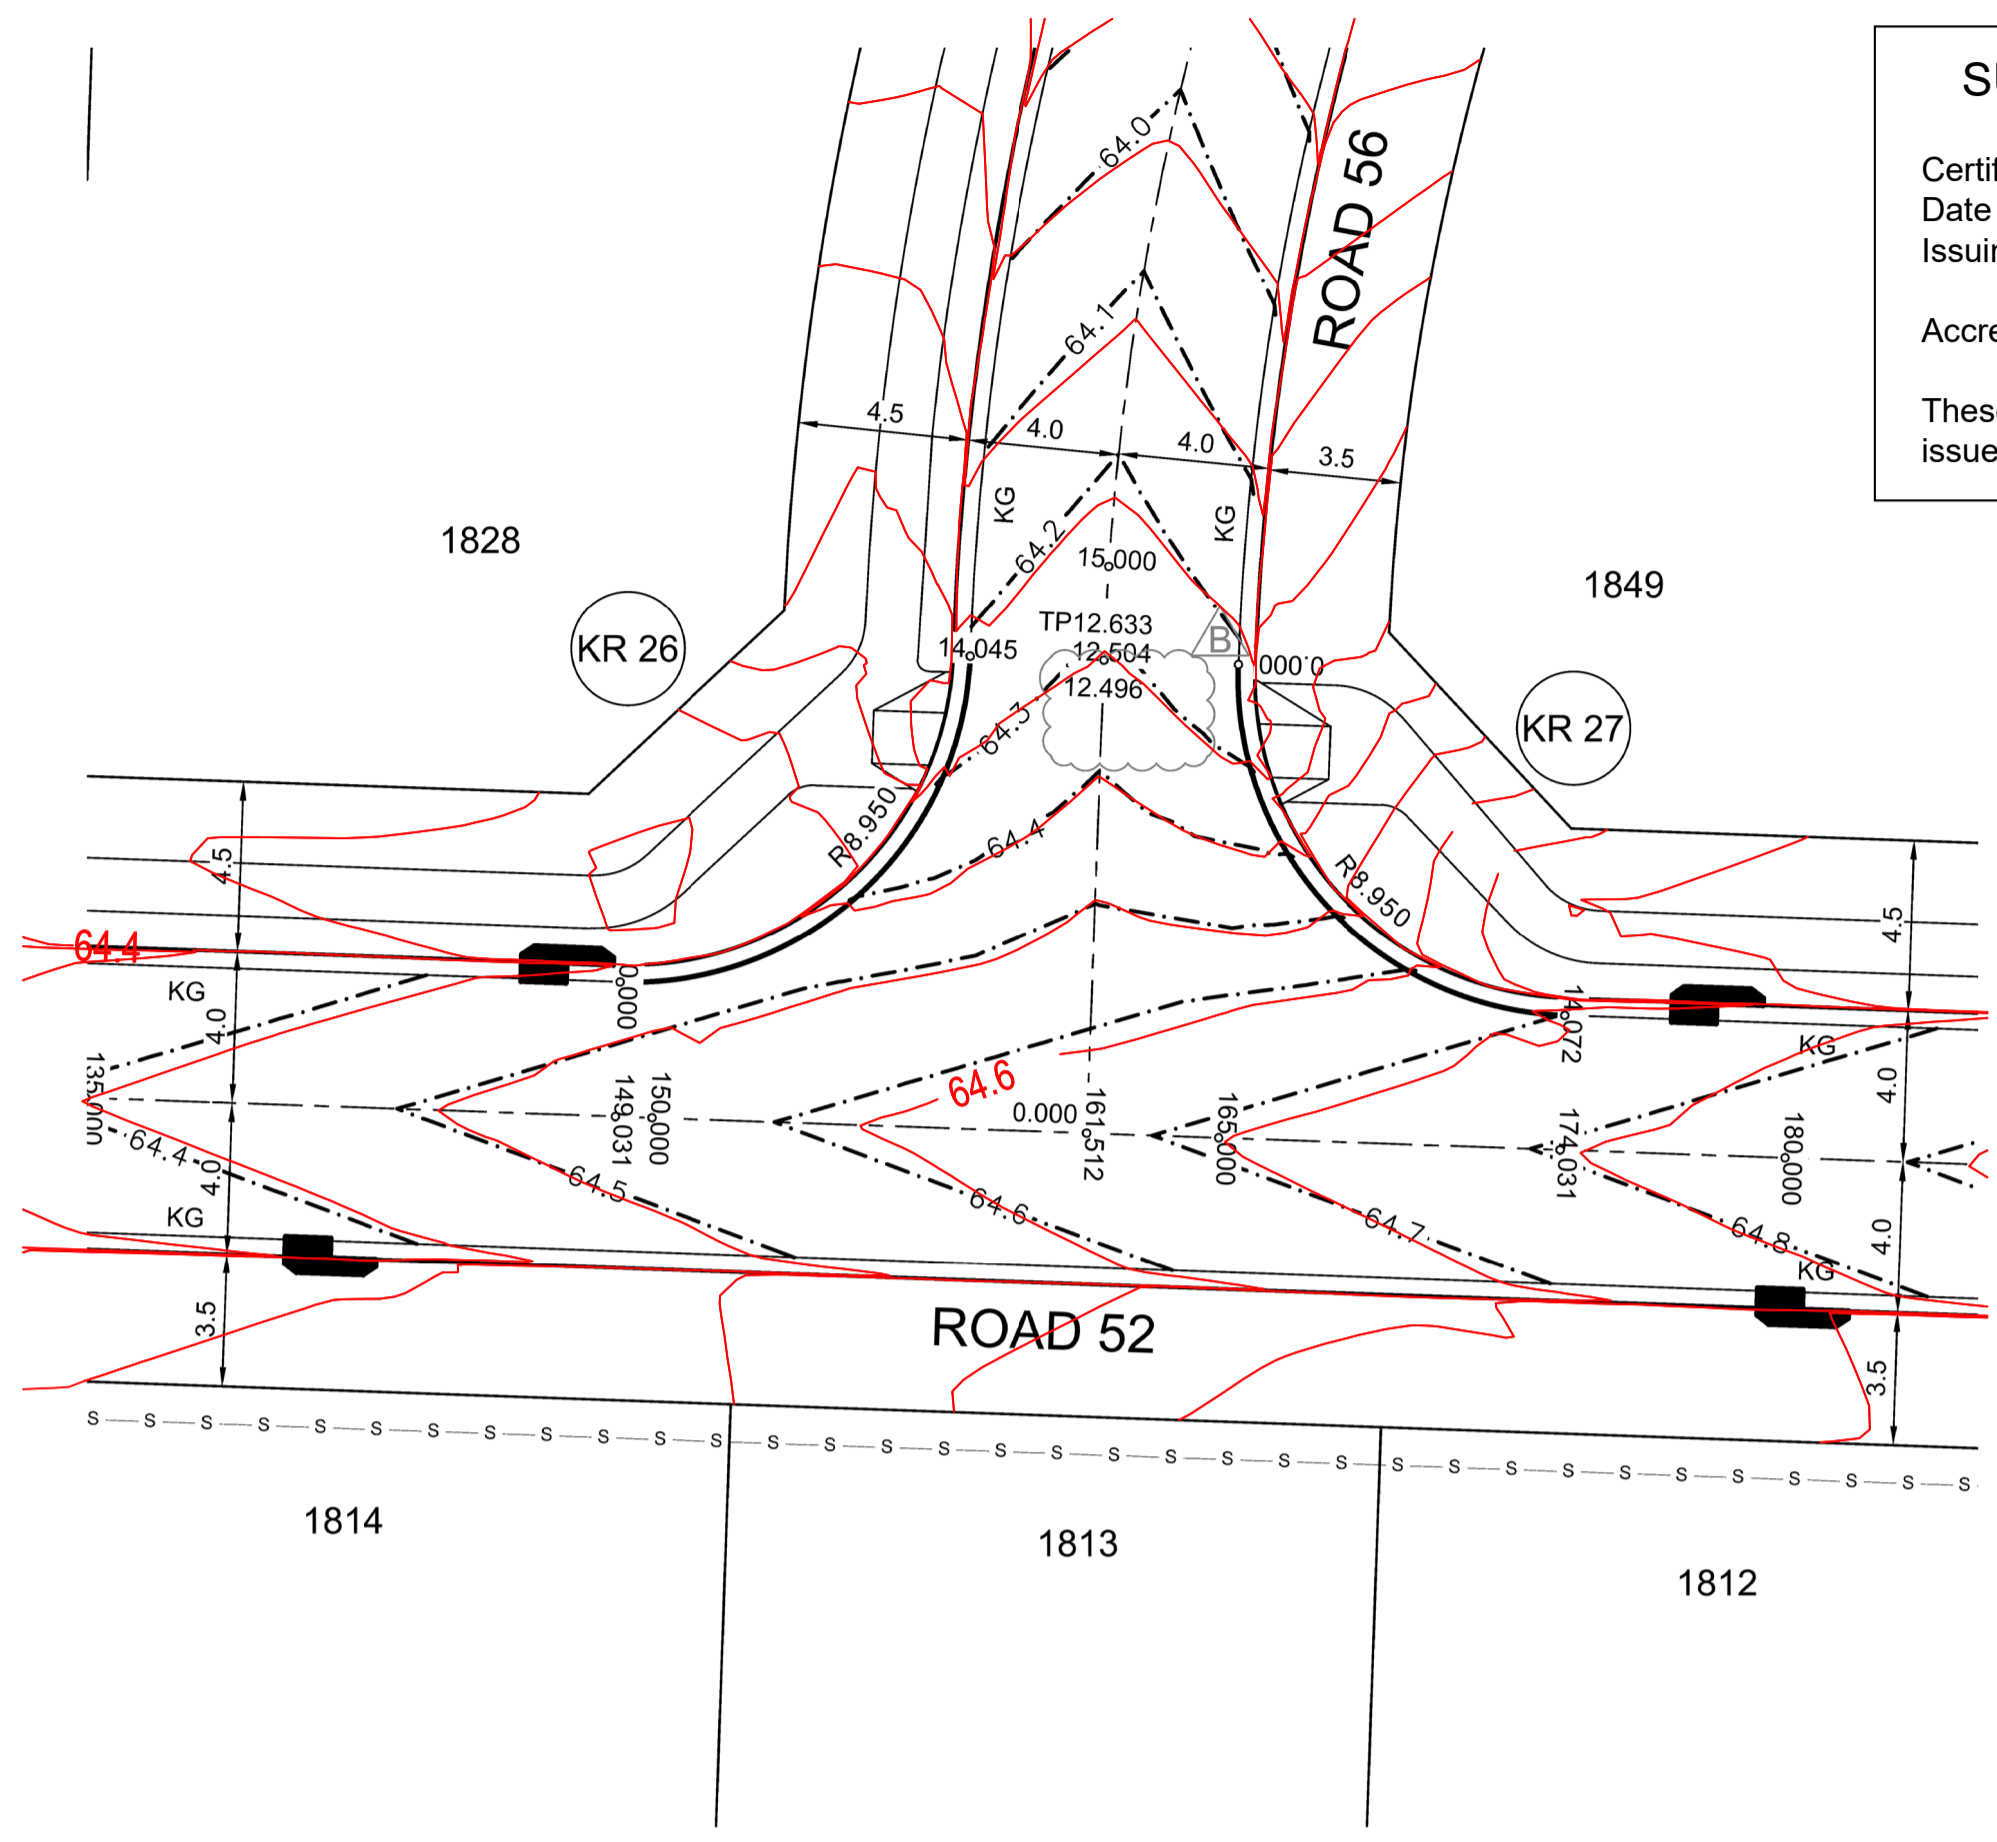 SU
Certif
Date
Issuin
Accre
These
issue
64.0
ROAD 56
64.1
4.5
4.0
4.0
3.5
KG
KG
64.2
15.000
1828
1849
KR 26
TP12.633
14.045
12.504
B
0.000
12.496
KR 27
64.3
R8.950
64.4
R8.950
4.5
4.5
64.4
KG
0.000
4.0
14.072
KG
4.0
135.000
64.4
149.031
150.000
64.6
0.000
161.512
165.000
174.031
180.000
4.0
64.5
64.6
64.7
64.8
4.0
KG
KG
3.5
ROAD 52
3.5
S S S S S S S S S S S S S S S S S S S S S S S S S S S S S S S S S S
1814
1813
1812